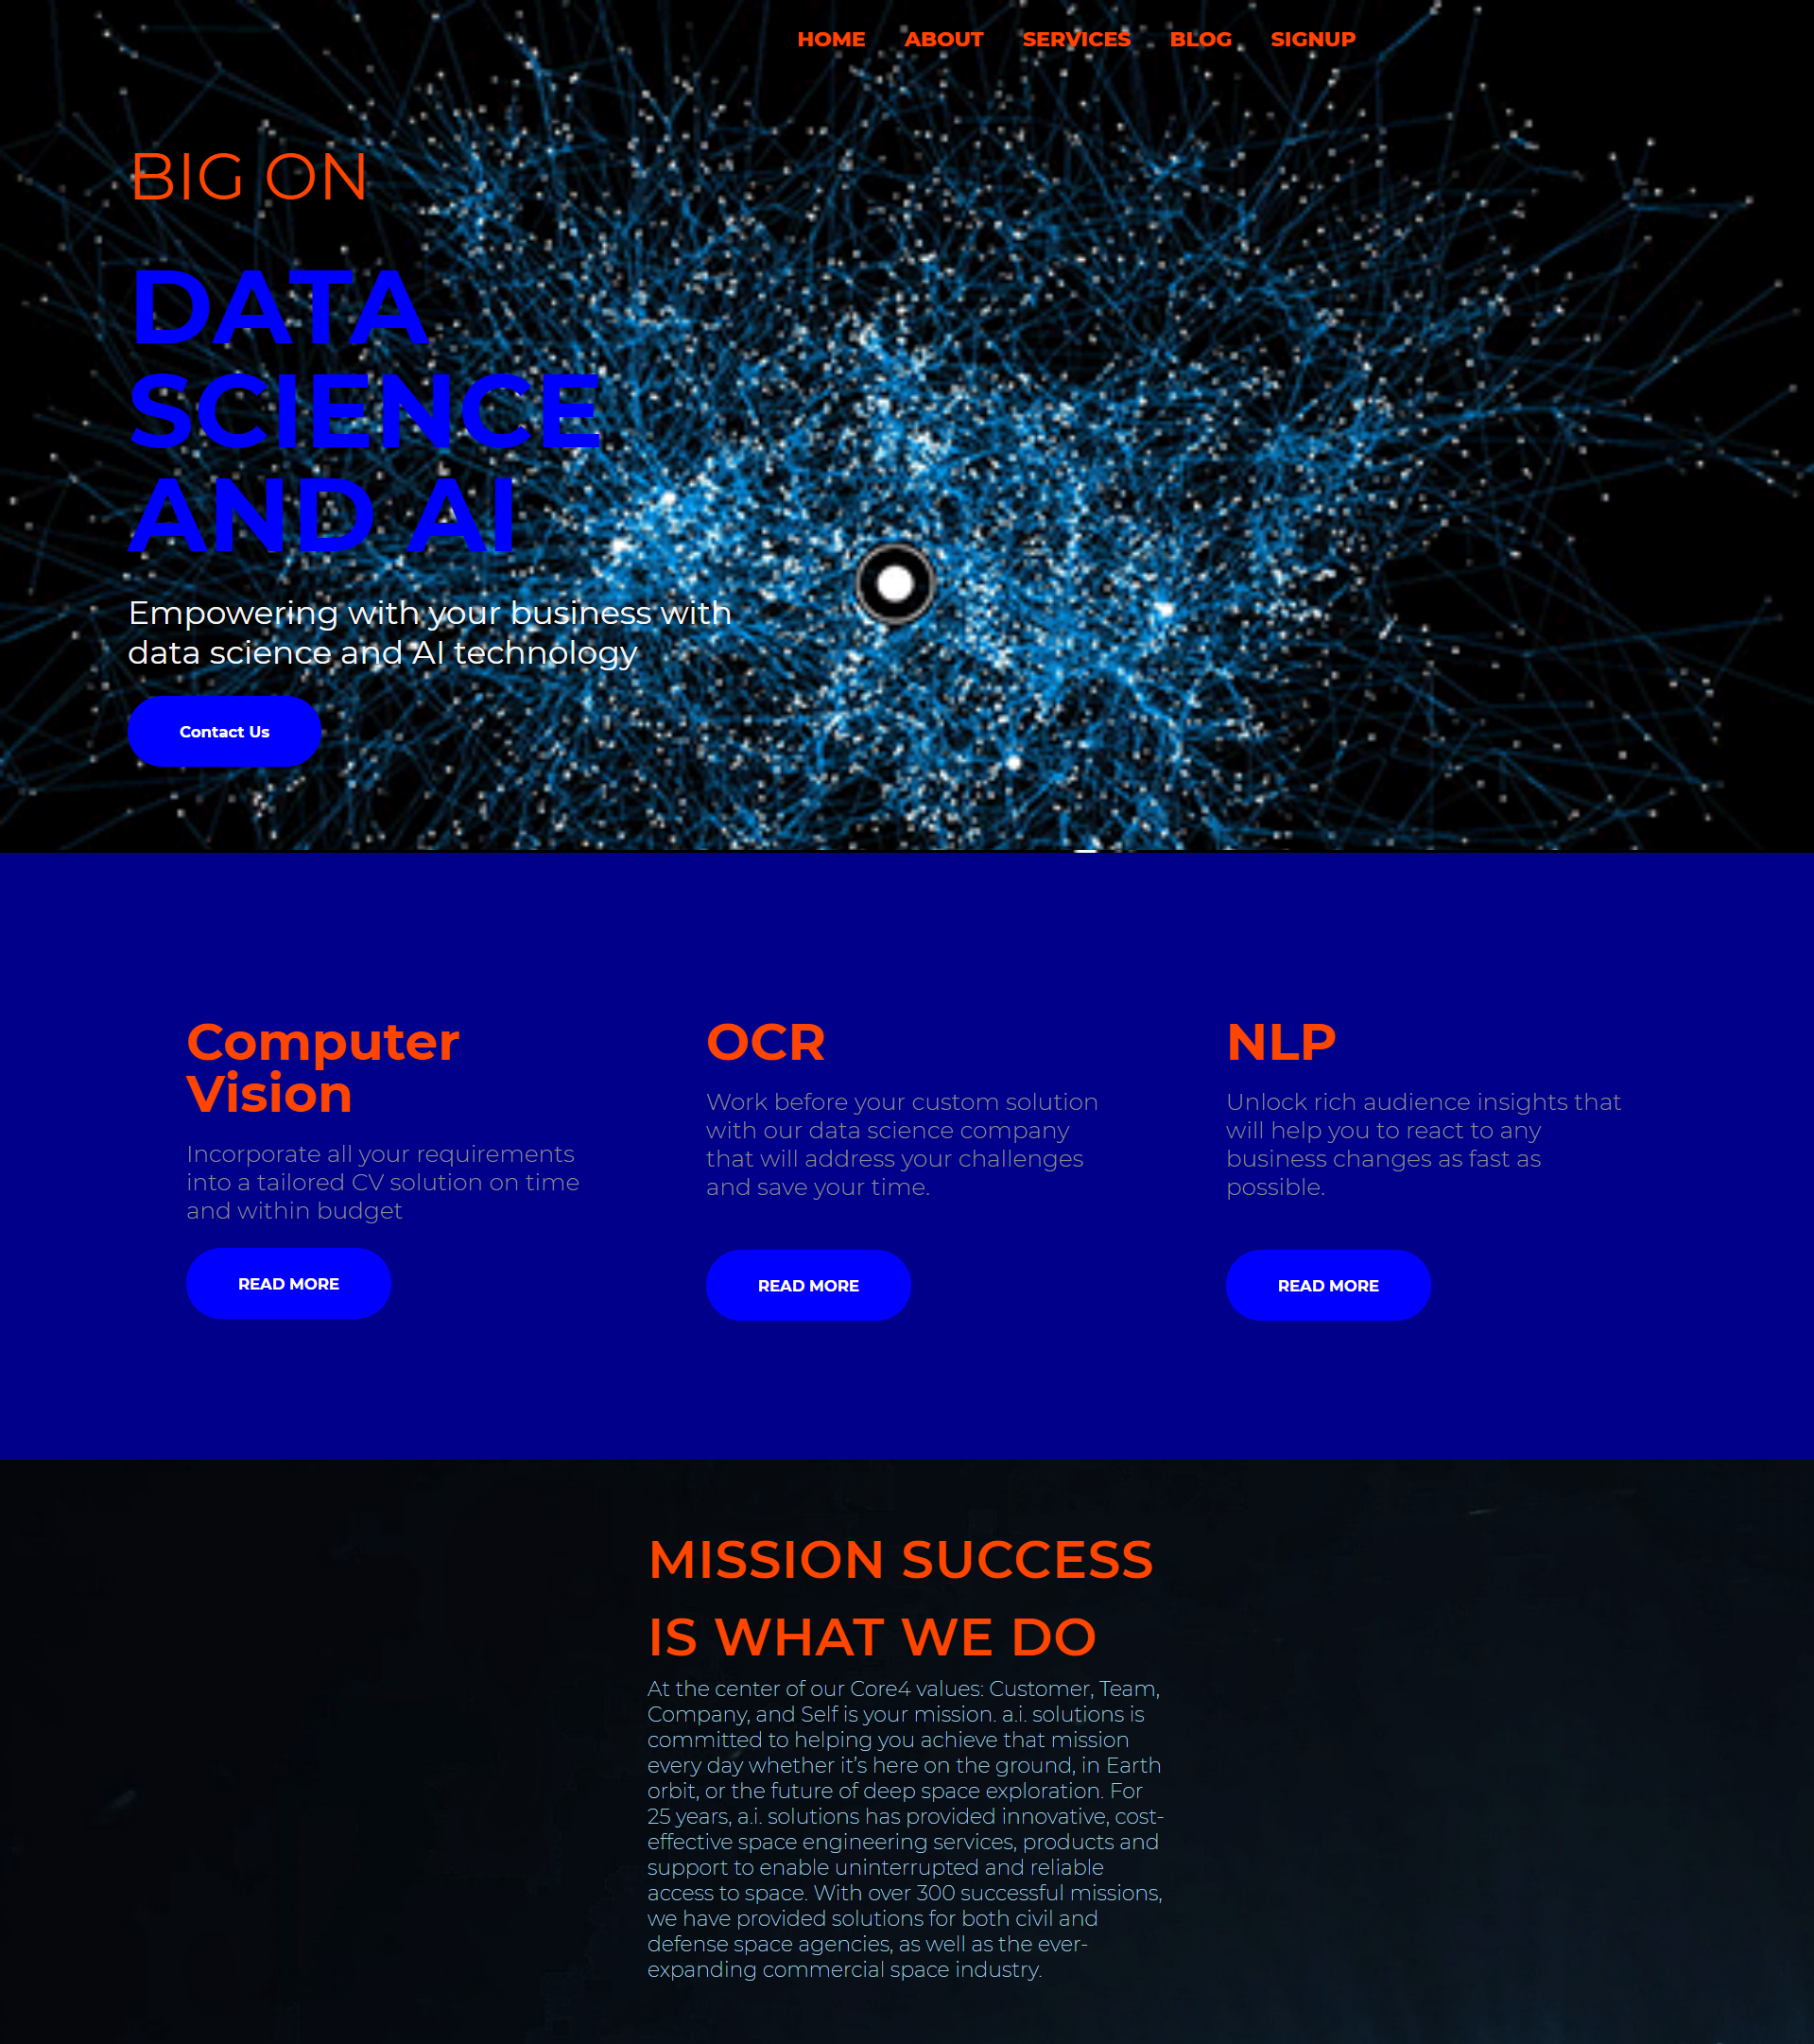 HOME ABOUT SERVICES BLOG SIGNUP
BIG ON
DATA
SCIENCE
AND AI
Empowering with your business with
data science and AI technology
Contact Us
Computer
Vision
Incorporate all your requirements
into a tailored CV solution on time
and within budget
READ MORE
OCR
Work before your custom solution
with our data science company
that will address your challenges
and save your time.
READ MORE
NLP
Unlock rich audience insights that
will help you to react to any
business changes as fast as
possible.
READ MORE
MISSION SUCCESS
IS WHAT WE DO
At the center of our Core4 values: Customer, Team,
Company, and Self is your mission. a.i. solutions is
committed to helping you achieve that mission
every day whether it’s here on the ground, in Earth
orbit, or the future of deep space exploration. For
25 years, a.i. solutions has provided innovative, cost-
effective space engineering services, products and
support to enable uninterrupted and reliable
access to space. With over 300 successful missions,
we have provided solutions for both civil and
defense space agencies, as well as the ever-
expanding commercial space industry.